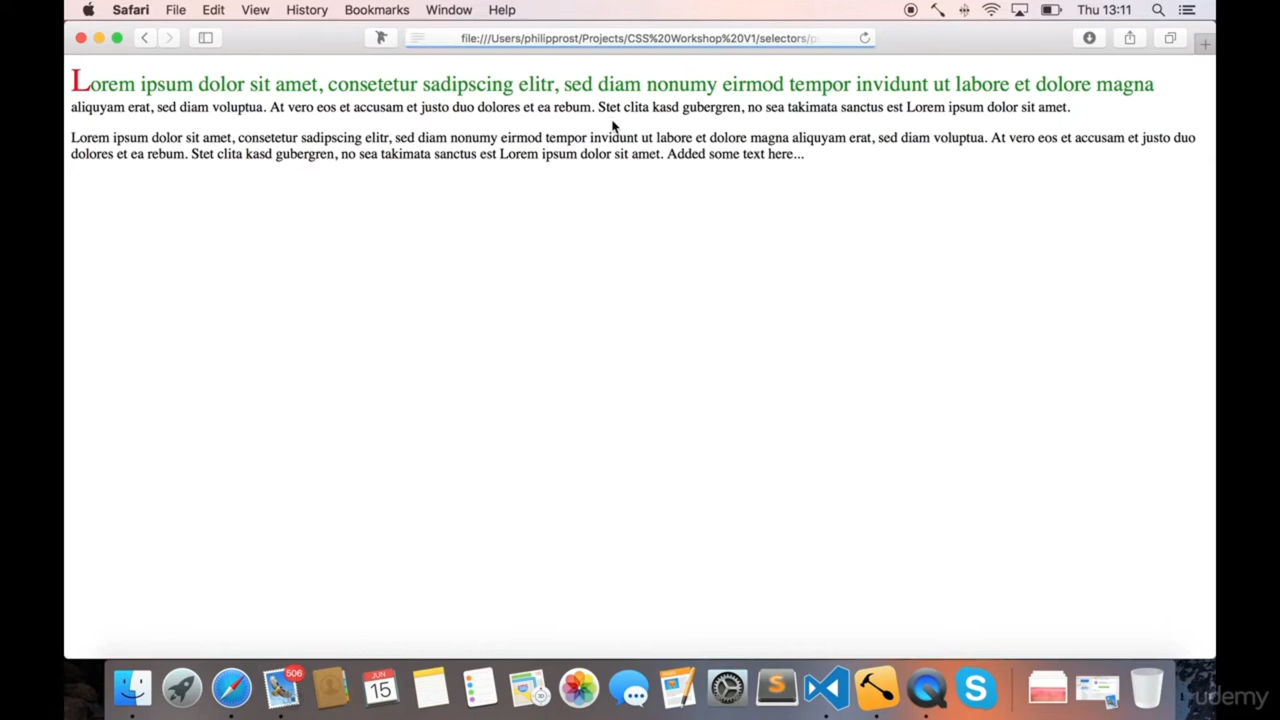 Safari File Edit View History Bookmarks Window Help Thu 13:11
file:///Users/philipprost/Projects/CSS%20Workshop%20V1/selectors/
Lorem ipsum dolor sit amet, consetetur sadipscing elitr, sed diam nonumy eirmod tempor invidunt ut labore et dolore magna
aliquyam erat, sed diam voluptua. At vero eos et accusam et justo duo dolores et ea rebum. Stet clita kasd gubergren, no sea takimata sanctus est Lorem ipsum dolor sit amet.
Lorem ipsum dolor sit amet, consetetur sadipscing elitr, sed diam nonumy eirmod tempor invidunt ut labore et dolore magna aliquyam erat, sed diam voluptua. At vero eos et accusam et justo duo
dolores et ea rebum. Stet clita kasd gubergren, no sea takimata sanctus est Lorem ipsum dolor sit amet. Added some text here...
506
JUN
15
udemy